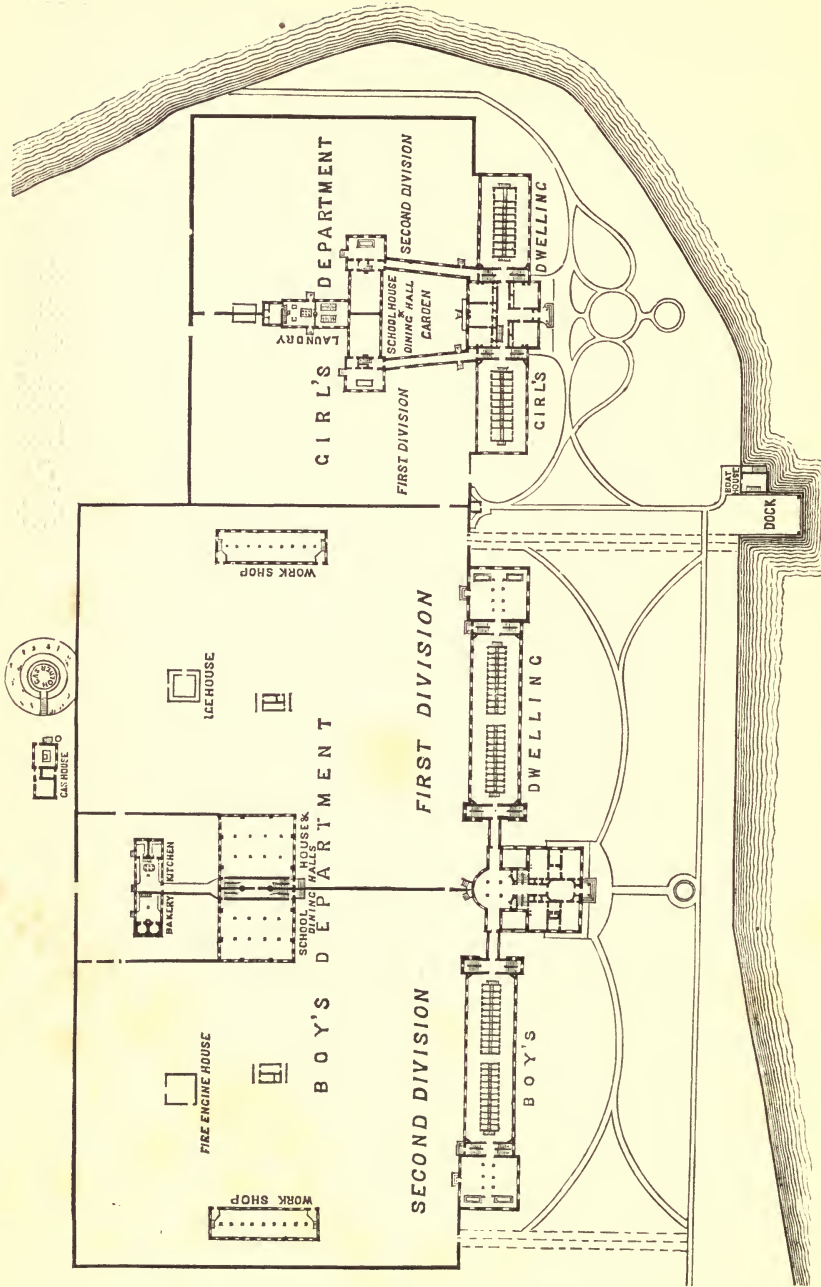 GIRL'S DEPARTMENT
SECOND DIVISION
SCHOOL HOUSE
&
DINING HALL
GARDEN
LAUNDRY
FIRST DIVISION
GIRL'S DWELLING
BOAT
HOUSE
DOCK
WORK SHOP
ICE HOUSE
GAS HOUSE
KITCHEN
BAKERY
SCHOOL HOUSE &
DINING HALLS
BOY'S DEPARTMENT
FIRST DIVISION
SECOND DIVISION
BOY'S DWELLING
FIRE ENGINE HOUSE
WORK SHOP